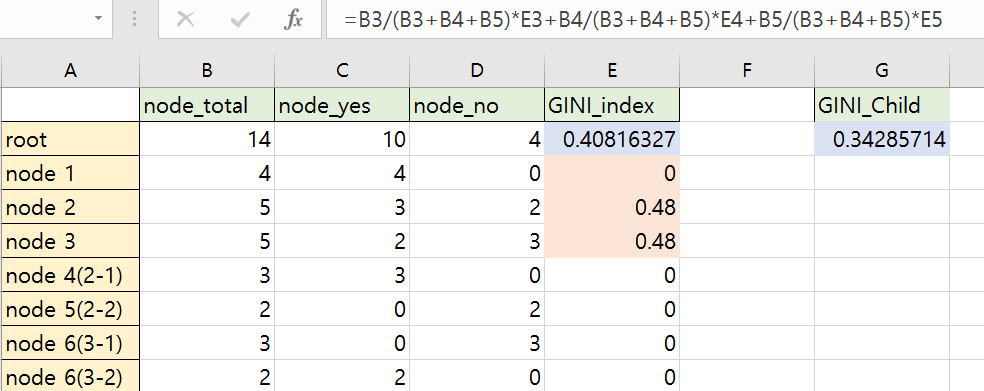 fx =B3/(B3+B4+B5)*E3+B4/(B3+B4+B5)*E4+B5/(B3+B4+B5)*E5
A B C D E F G
node_total node_yes node_no GINI_index GINI_Child
root 14 10 4 0.40816327 0.34285714
node 1 4 4 0 0
node 2 5 3 2 0.48
node 3 5 2 3 0.48
node 4(2-1) 3 3 0 0
node 5(2-2) 2 0 2 0
node 6(3-1) 3 0 3 0
node 6(3-2) 2 2 0 0